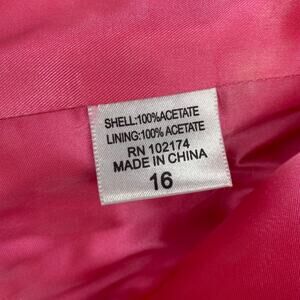 SHELL:100%ACETATE
LINING:100% ACETATE
RN 102174
MADE IN CHINA
16